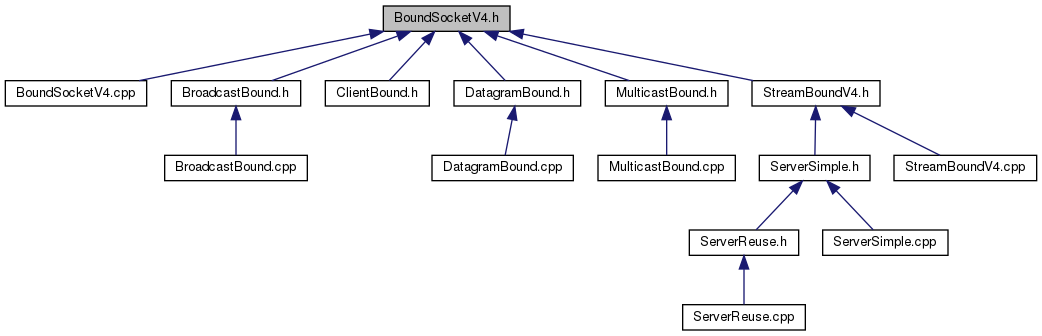 BoundSocketV4.h
BoundSocketV4.cpp
BroadcastBound.h
ClientBound.h
DatagramBound.h
MulticastBound.h
StreamBoundV4.h
BroadcastBound.cpp
DatagramBound.cpp
MulticastBound.cpp
ServerSimple.h
StreamBoundV4.cpp
ServerReuse.h
ServerSimple.cpp
ServerReuse.cpp